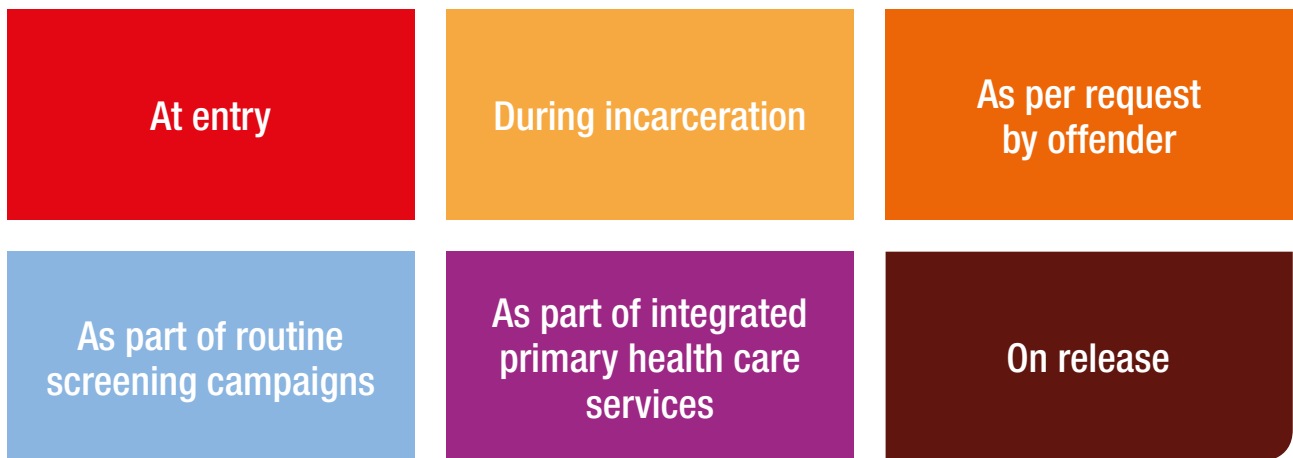 At entry
During incarceration
As per request
by offender
As part of routine
screening campaigns
As part of integrated
primary health care
services
On release